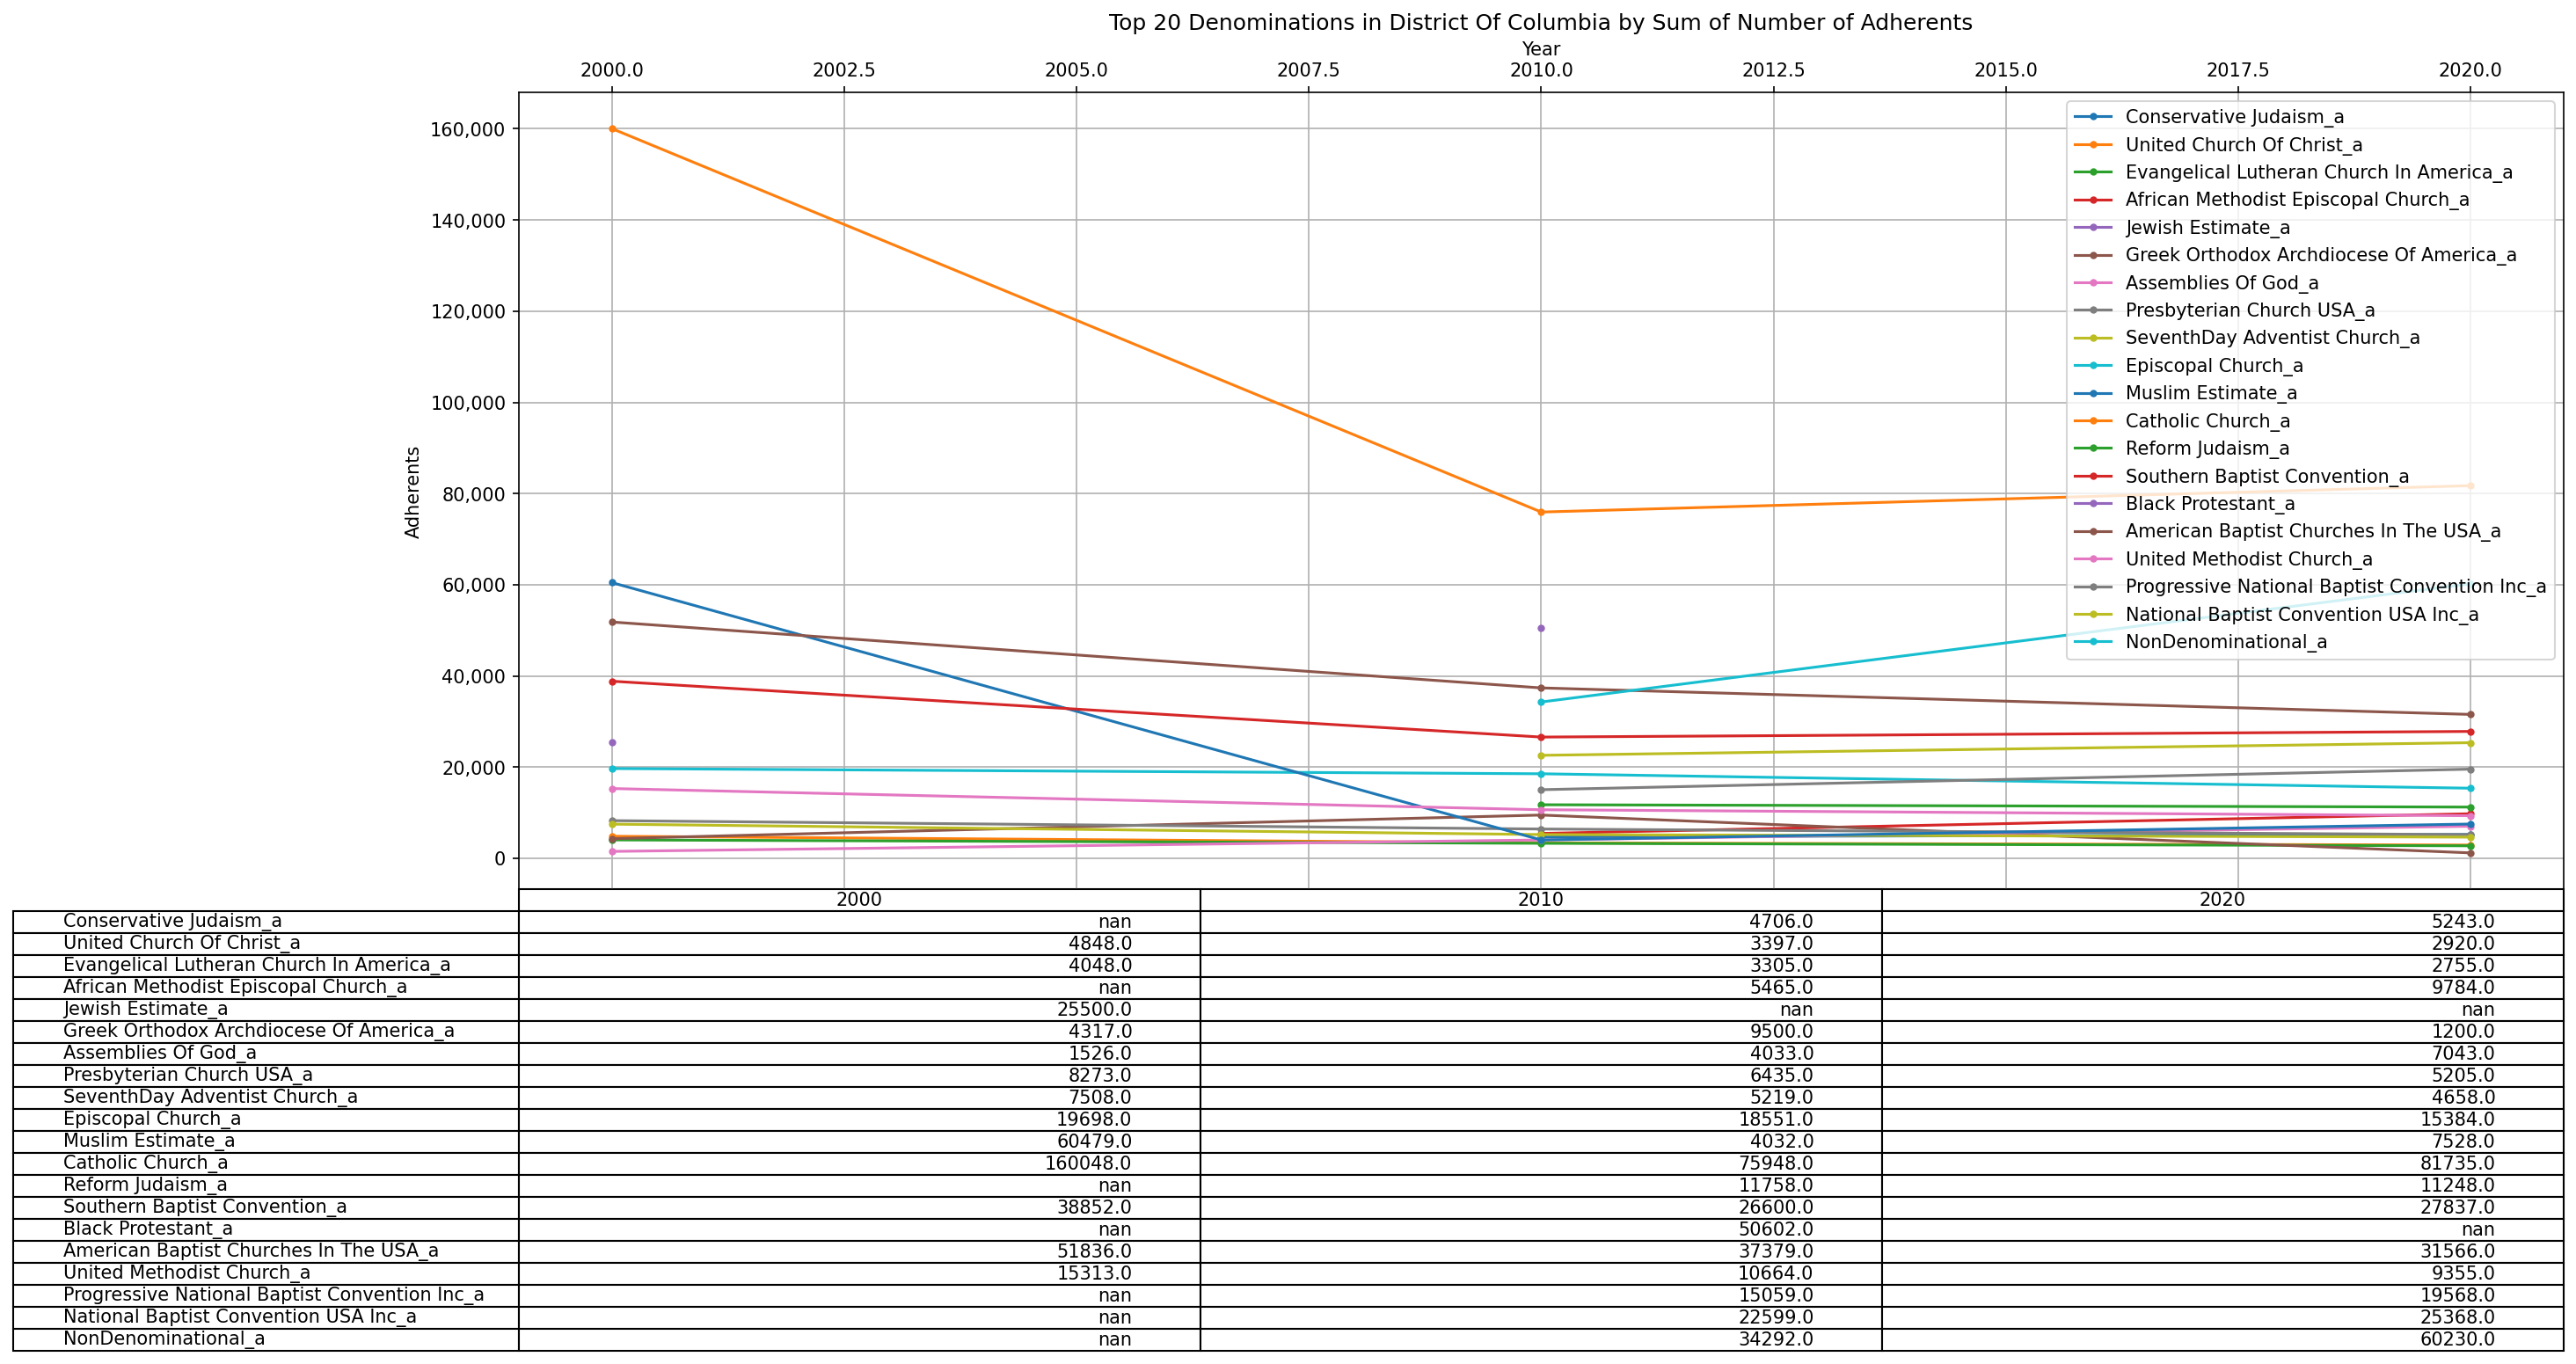 Top 20 Denominations in District Of Columbia by Sum of Number of Adherents
Year
2000.0 2002.5 2005.0 2007.5 2010.0 2012.5 2015.0 2017.5 2020.0
160,000
140,000
120,000
100,000
80,000
60,000
40,000
20,000
0
Adherents
Conservative Judaism_a
United Church Of Christ_a
Evangelical Lutheran Church In America_a
African Methodist Episcopal Church_a
Jewish Estimate_a
Greek Orthodox Archdiocese Of America_a
Assemblies Of God_a
Presbyterian Church USA_a
SeventhDay Adventist Church_a
Episcopal Church_a
Muslim Estimate_a
Catholic Church_a
Reform Judaism_a
Southern Baptist Convention_a
Black Protestant_a
American Baptist Churches In The USA_a
United Methodist Church_a
Progressive National Baptist Convention Inc_a
National Baptist Convention USA Inc_a
NonDenominational_a
2000 2010 2020
Conservative Judaism_a nan 4706.0 5243.0
United Church Of Christ_a 4848.0 3397.0 2920.0
Evangelical Lutheran Church In America_a 4048.0 3305.0 2755.0
African Methodist Episcopal Church_a nan 5465.0 9784.0
Jewish Estimate_a 25500.0 nan nan
Greek Orthodox Archdiocese Of America_a 4317.0 9500.0 1200.0
Assemblies Of God_a 1526.0 4033.0 7043.0
Presbyterian Church USA_a 8273.0 6435.0 5205.0
SeventhDay Adventist Church_a 7508.0 5219.0 4658.0
Episcopal Church_a 19698.0 18551.0 15384.0
Muslim Estimate_a 60479.0 4032.0 7528.0
Catholic Church_a 160048.0 75948.0 81735.0
Reform Judaism_a nan 11758.0 11248.0
Southern Baptist Convention_a 38852.0 26600.0 27837.0
Black Protestant_a nan 50602.0 nan
American Baptist Churches In The USA_a 51836.0 37379.0 31566.0
United Methodist Church_a 15313.0 10664.0 9355.0
Progressive National Baptist Convention Inc_a nan 15059.0 19568.0
National Baptist Convention USA Inc_a nan 22599.0 25368.0
NonDenominational_a nan 34292.0 60230.0